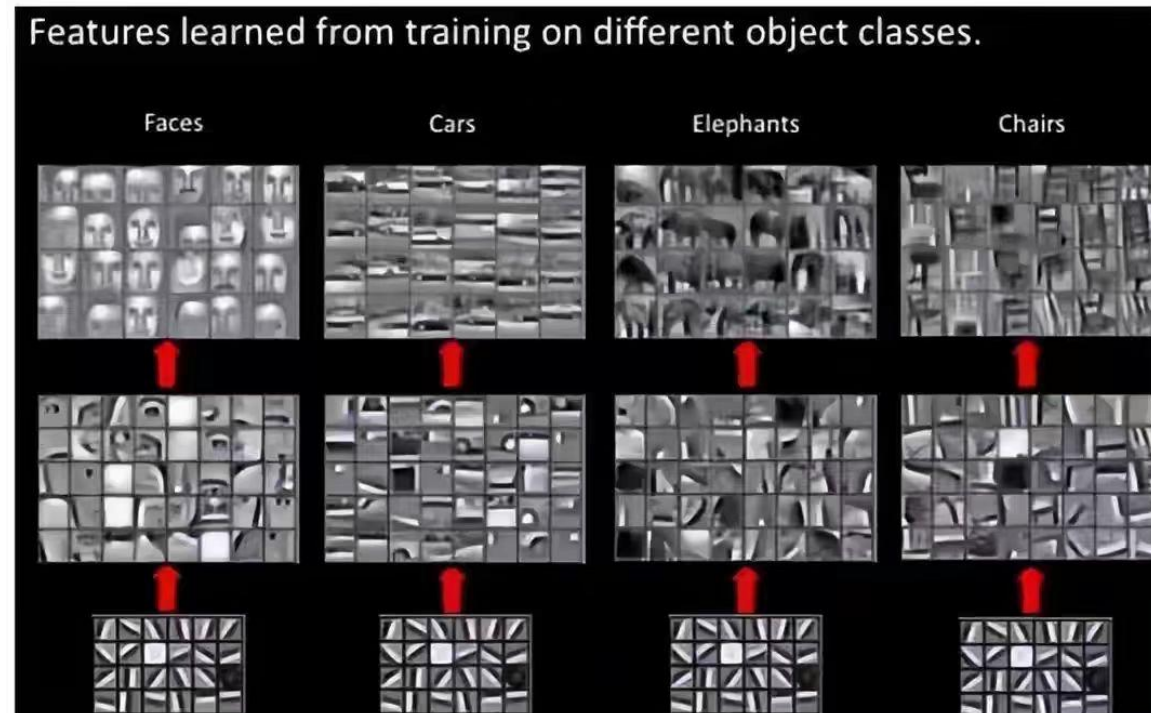 Features learned from training on different object classes.
Faces
Cars
Elephants
Chairs